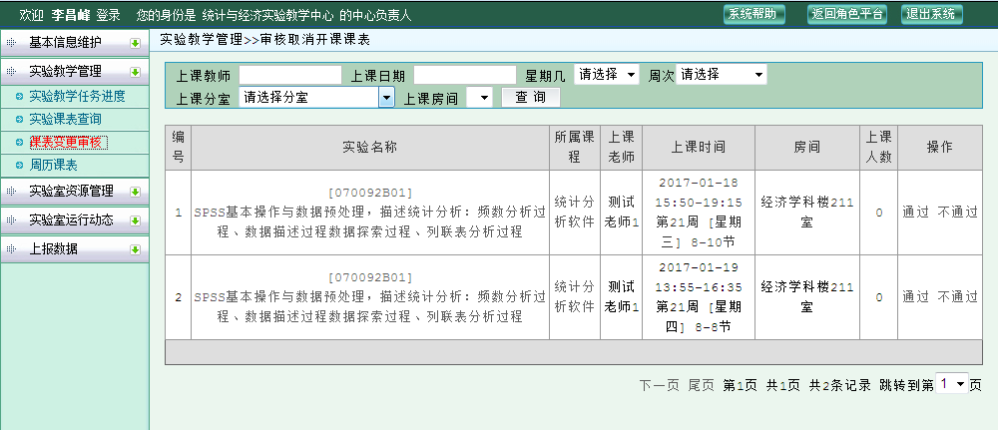 欢迎 李昌峰 登录 您的身份是 统计与经济实验教学中心 的中心负责人
系统帮助 返回角色平台 退出系统
基本信息维护
实验教学管理
实验教学任务进度
实验课表查询
课表变更审核
周历课表
实验室资源管理
实验室运行动态
上报数据
实验教学管理>>审核取消开课课表
上课教师 上课日期 星期几 请选择 周次 请选择
上课分室 请选择分室 上课房间 查 询
编号 实验名称 所属课程 上课老师 上课时间 房间 上课人数 操作
1
[070092B01]
SPSS基本操作与数据预处理，描述统计分析：频数分析过
程、数据描述过程数据探索过程、列联表分析过程
统计分
析软件
测试
老师1
2017-01-18
15:50-19:15
第21周 [星期
三] 8-10节
经济学科楼211
室
0
通过 不通过
2
[070092B01]
SPSS基本操作与数据预处理，描述统计分析：频数分析过
程、数据描述过程数据探索过程、列联表分析过程
统计分
析软件
测试
老师1
2017-01-19
13:55-16:35
第21周 [星期
四] 8-8节
经济学科楼211
室
0
通过 不通过
下一页 尾页 第1页 共1页 共2条记录 跳转到第 1 页